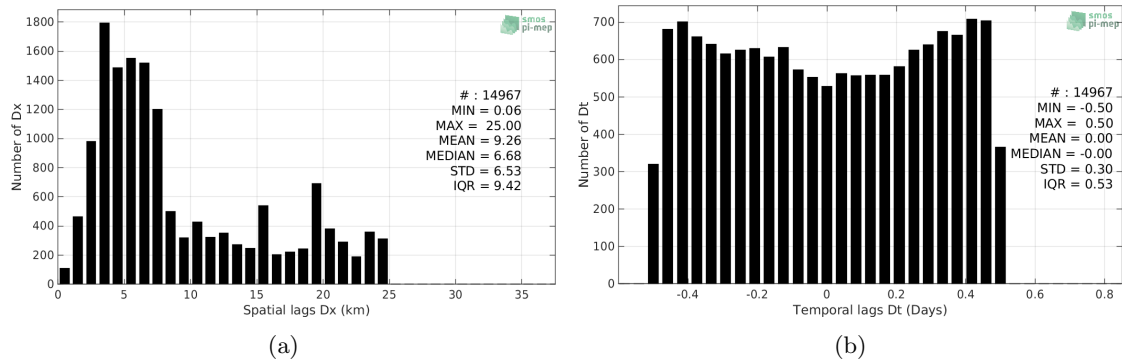 1800
1600
1400
1200
1000
800
600
400
200
0
Number of Dx
smos
pi-mep
# : 14967
MIN = 0.06
MAX = 25.00
MEAN = 9.26
MEDIAN = 6.68
STD = 6.53
IQR = 9.42
0 5 10 15 20 25 30 35
Spatial lags Dx (km)
(a)
700
600
500
400
300
200
100
0
Number of Dt
smos
pi-mep
# : 14967
MIN = -0.50
MAX = 0.50
MEAN = 0.00
MEDIAN = -0.00
STD = 0.30
IQR = 0.53
-0.4 -0.2 0 0.2 0.4 0.6 0.8
Temporal lags Dt (Days)
(b)